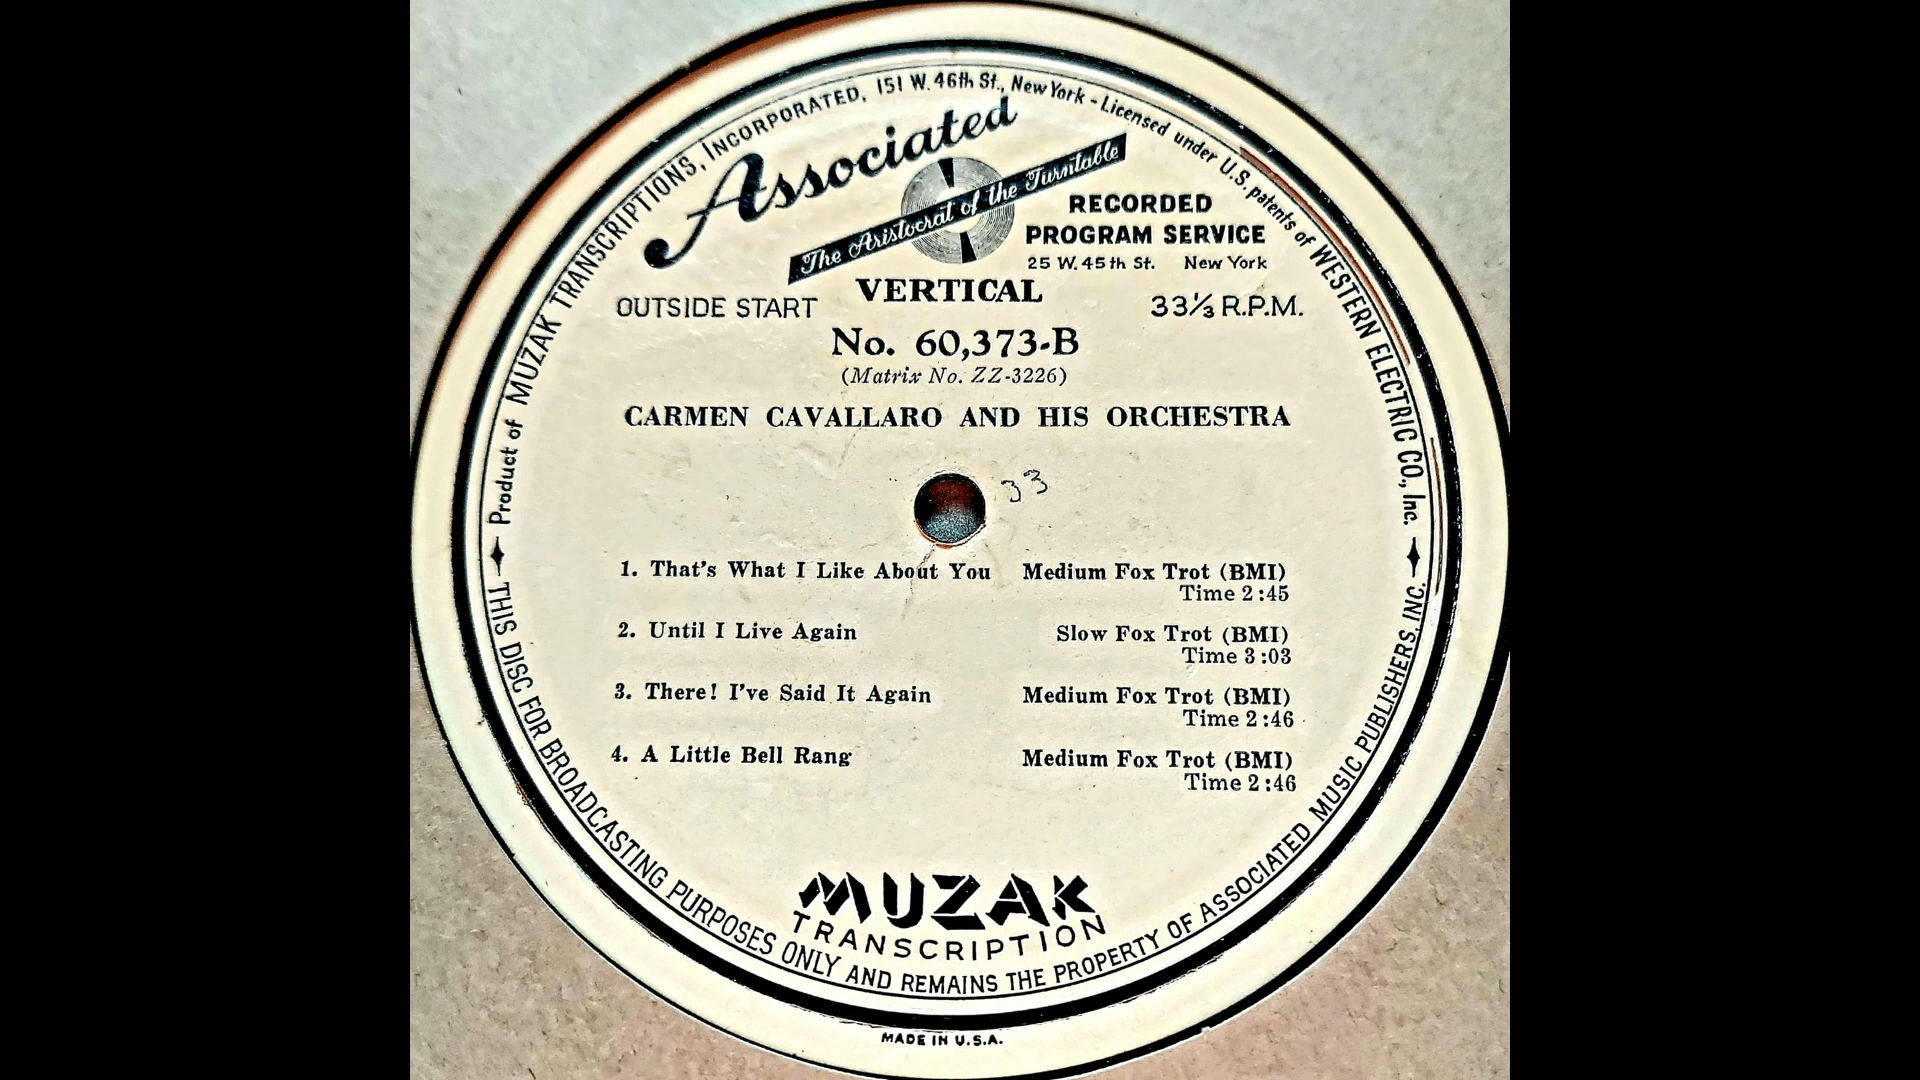 Product of MUZAK TRANSCRIPTIONS, INCORPORATED, 151 W. 46th St., New York - Licensed under U.S. patents of WESTERN ELECTRIC CO., Inc.
Associated
The Aristocrat of the Turntable
RECORDED
PROGRAM SERVICE
25 W. 45th St. New York
VERTICAL
OUTSIDE START
33⅓ R.P.M.
No. 60,373-B
(Matrix No. ZZ-3226)
CARMEN CAVALLARO AND HIS ORCHESTRA
33
1. That's What I Like About You Medium Fox Trot (BMI)
Time 2:45
2. Until I Live Again Slow Fox Trot (BMI)
Time 3:03
3. There! I've Said It Again Medium Fox Trot (BMI)
Time 2:46
4. A Little Bell Rang Medium Fox Trot (BMI)
Time 2:46
MUZAK
TRANSCRIPTION
THIS DISC FOR BROADCASTING PURPOSES ONLY AND REMAINS THE PROPERTY OF ASSOCIATED MUSIC PUBLISHERS, INC.
MADE IN U.S.A.